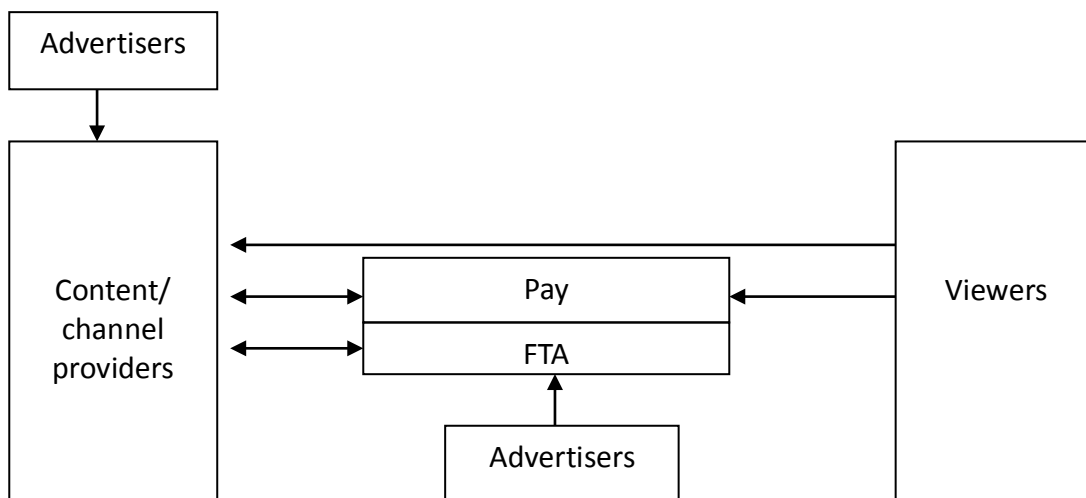 Advertisers
Content/
channel
providers
Pay
FTA
Viewers
Advertisers